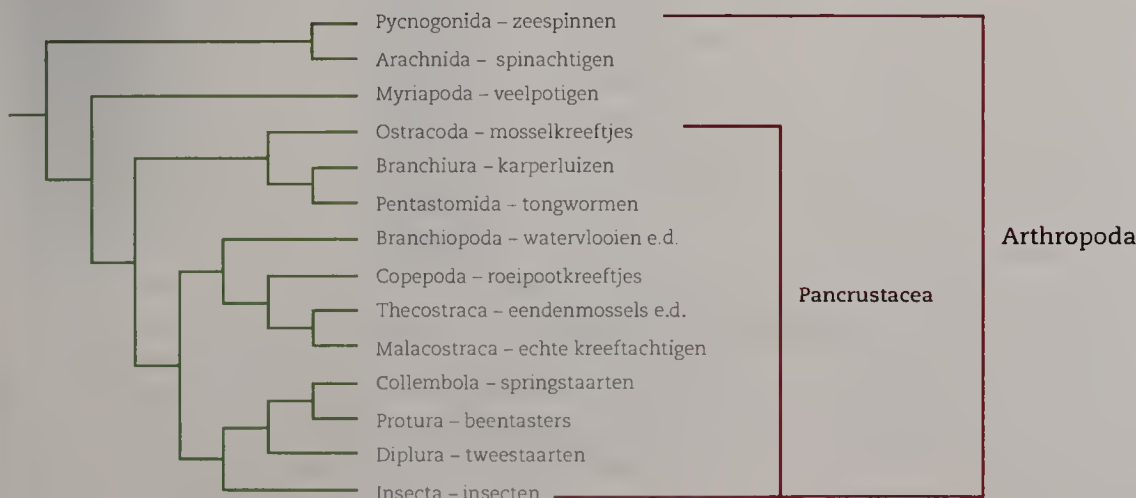 Pycnogonida – zeespinnen
Arachnida – spinachtigen
Myriapoda – veelpotigen
Ostracoda – mosselkreeftjes
Branchiura – karperluizen
Pentastomida – tongwormen
Branchiopoda – watervlooien e.d.
Copepoda – roeipootkreeftjes
Thecostraca – eendenmossels e.d.
Malacostraca – echte kreeftachtigen
Collembola – springstaarten
Protura – beentasters
Diplura – tweestaarten
Insecta – insecten
Pancrustacea
Arthropoda